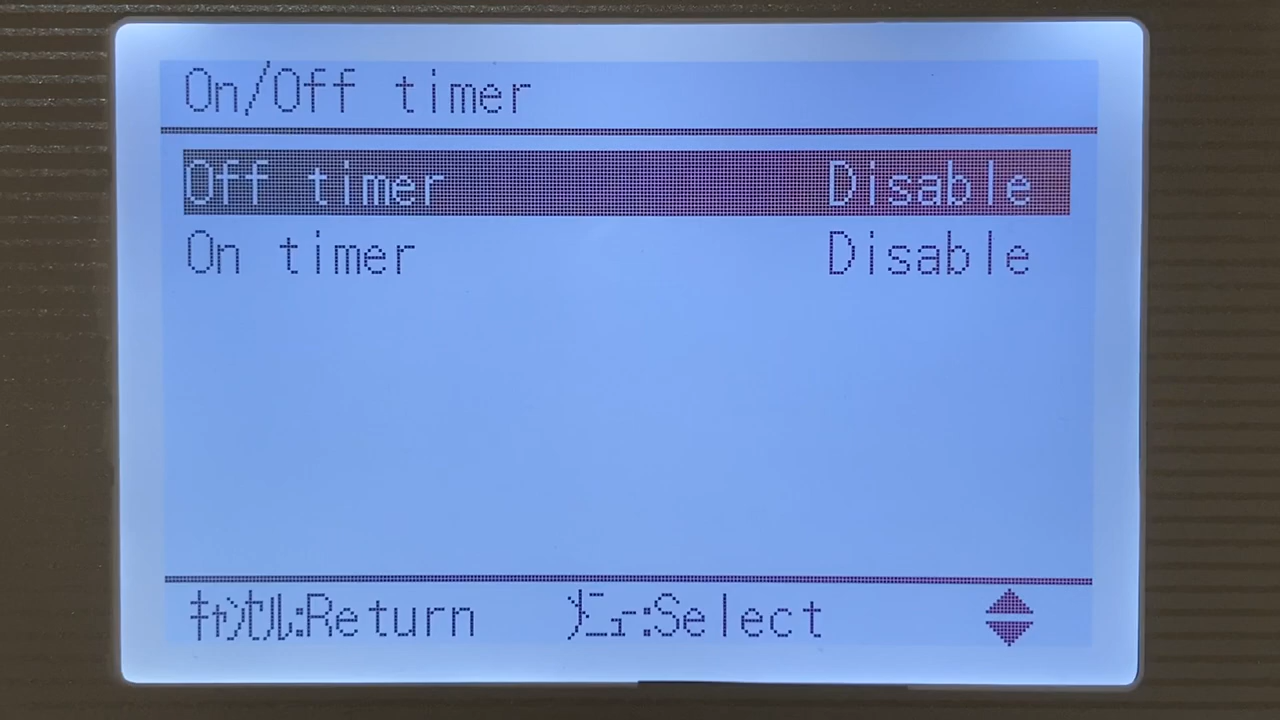 On/Off timer
Off timer Disable
On timer Disable
ｷｬﾝｾﾙ:Return ﾒﾆｭｰ:Select